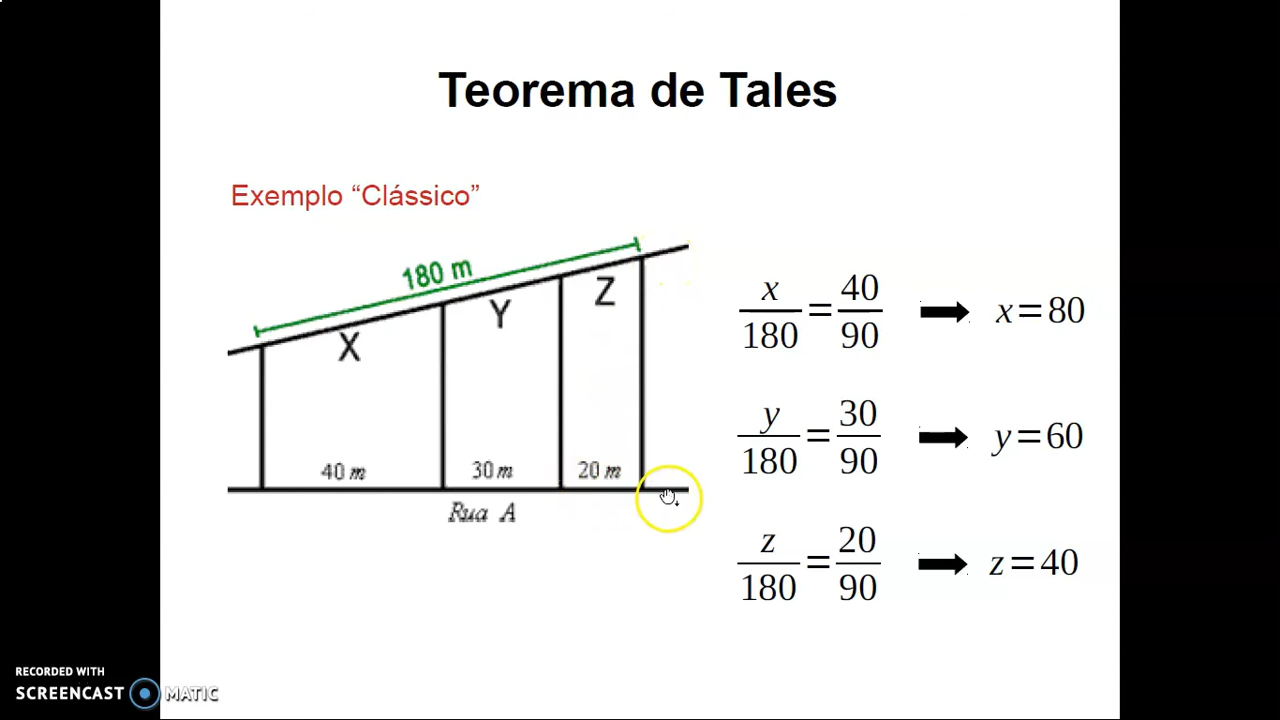 Teorema de Tales
Exemplo “Clássico”
180 m
X
Y
Z
40 m
30 m
20 m
Rua A
x/180 = 40/90 → x=80
y/180 = 30/90 → y=60
z/180 = 20/90 → z=40
RECORDED WITH
SCREENCAST MATIC